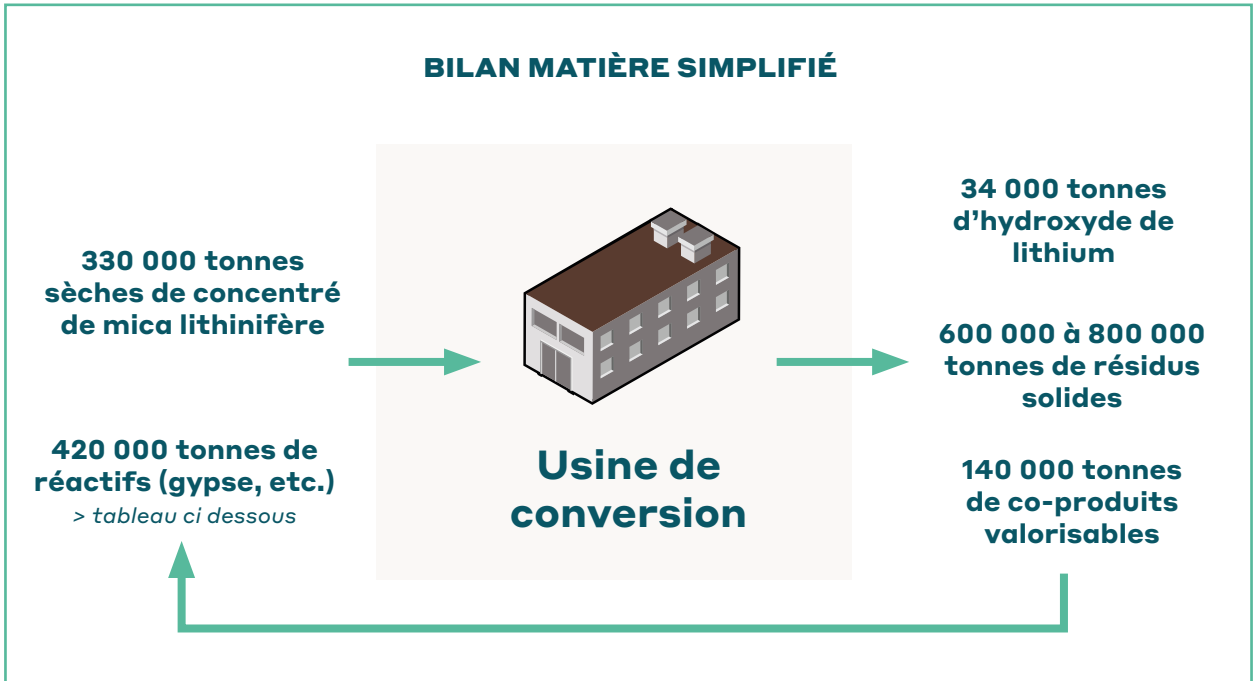 BILAN MATIÈRE SIMPLIFIÉ
330 000 tonnes
sèches de concentré
de mica lithinifère
420 000 tonnes de
réactifs (gypse, etc.)
> tableau ci dessous
Usine de
conversion
34 000 tonnes
d'hydroxyde de
lithium
600 000 à 800 000
tonnes de résidus
solides
140 000 tonnes
de co-produits
valorisables